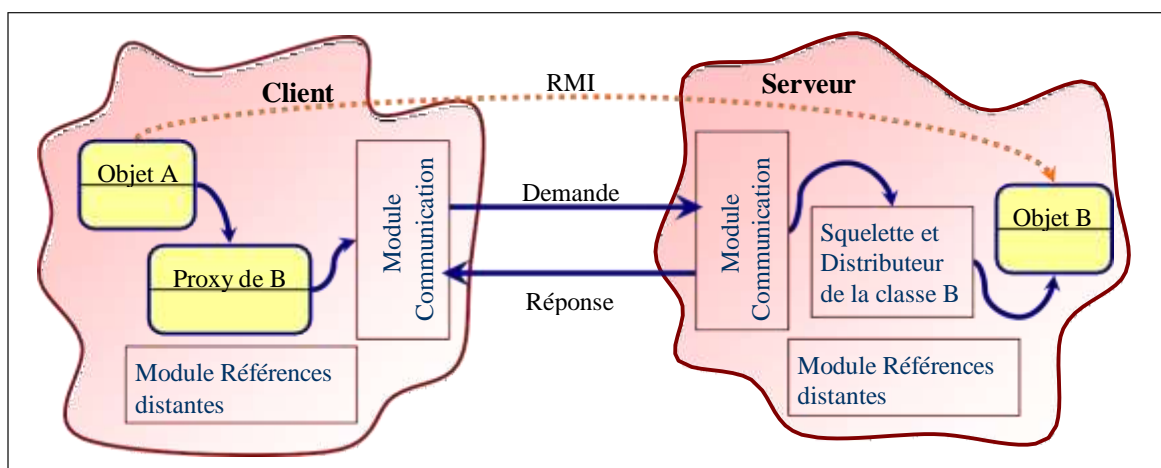 Client
RMI
Serveur
Objet A
Proxy de B
Module
Communication
Module Références
distantes
Demande
Réponse
Module
Communication
Squelette et
Distributeur
de la classe B
Objet B
Module Références
distantes